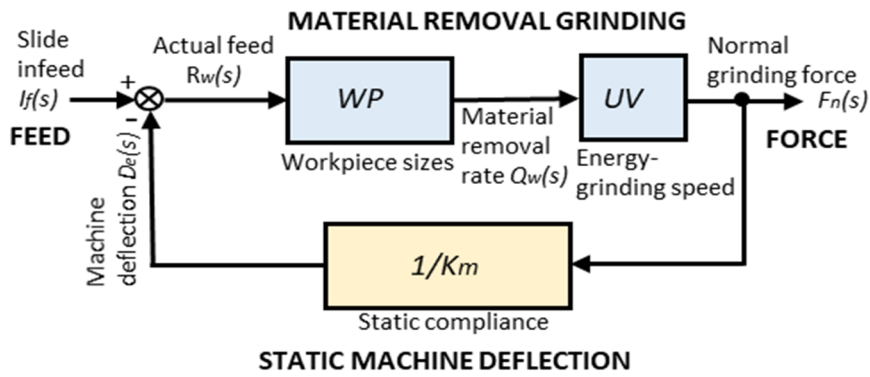 MATERIAL REMOVAL GRINDING
Slide
infeed
If(s)
FEED
+
-
Actual feed
Rw(s)
WP
Workpiece sizes
Material
removal
rate Qw(s)
UV
Energy-
grinding speed
Normal
grinding force
Fn(s)
FORCE
Machine
deflection De(s)
1/Km
Static compliance
STATIC MACHINE DEFLECTION